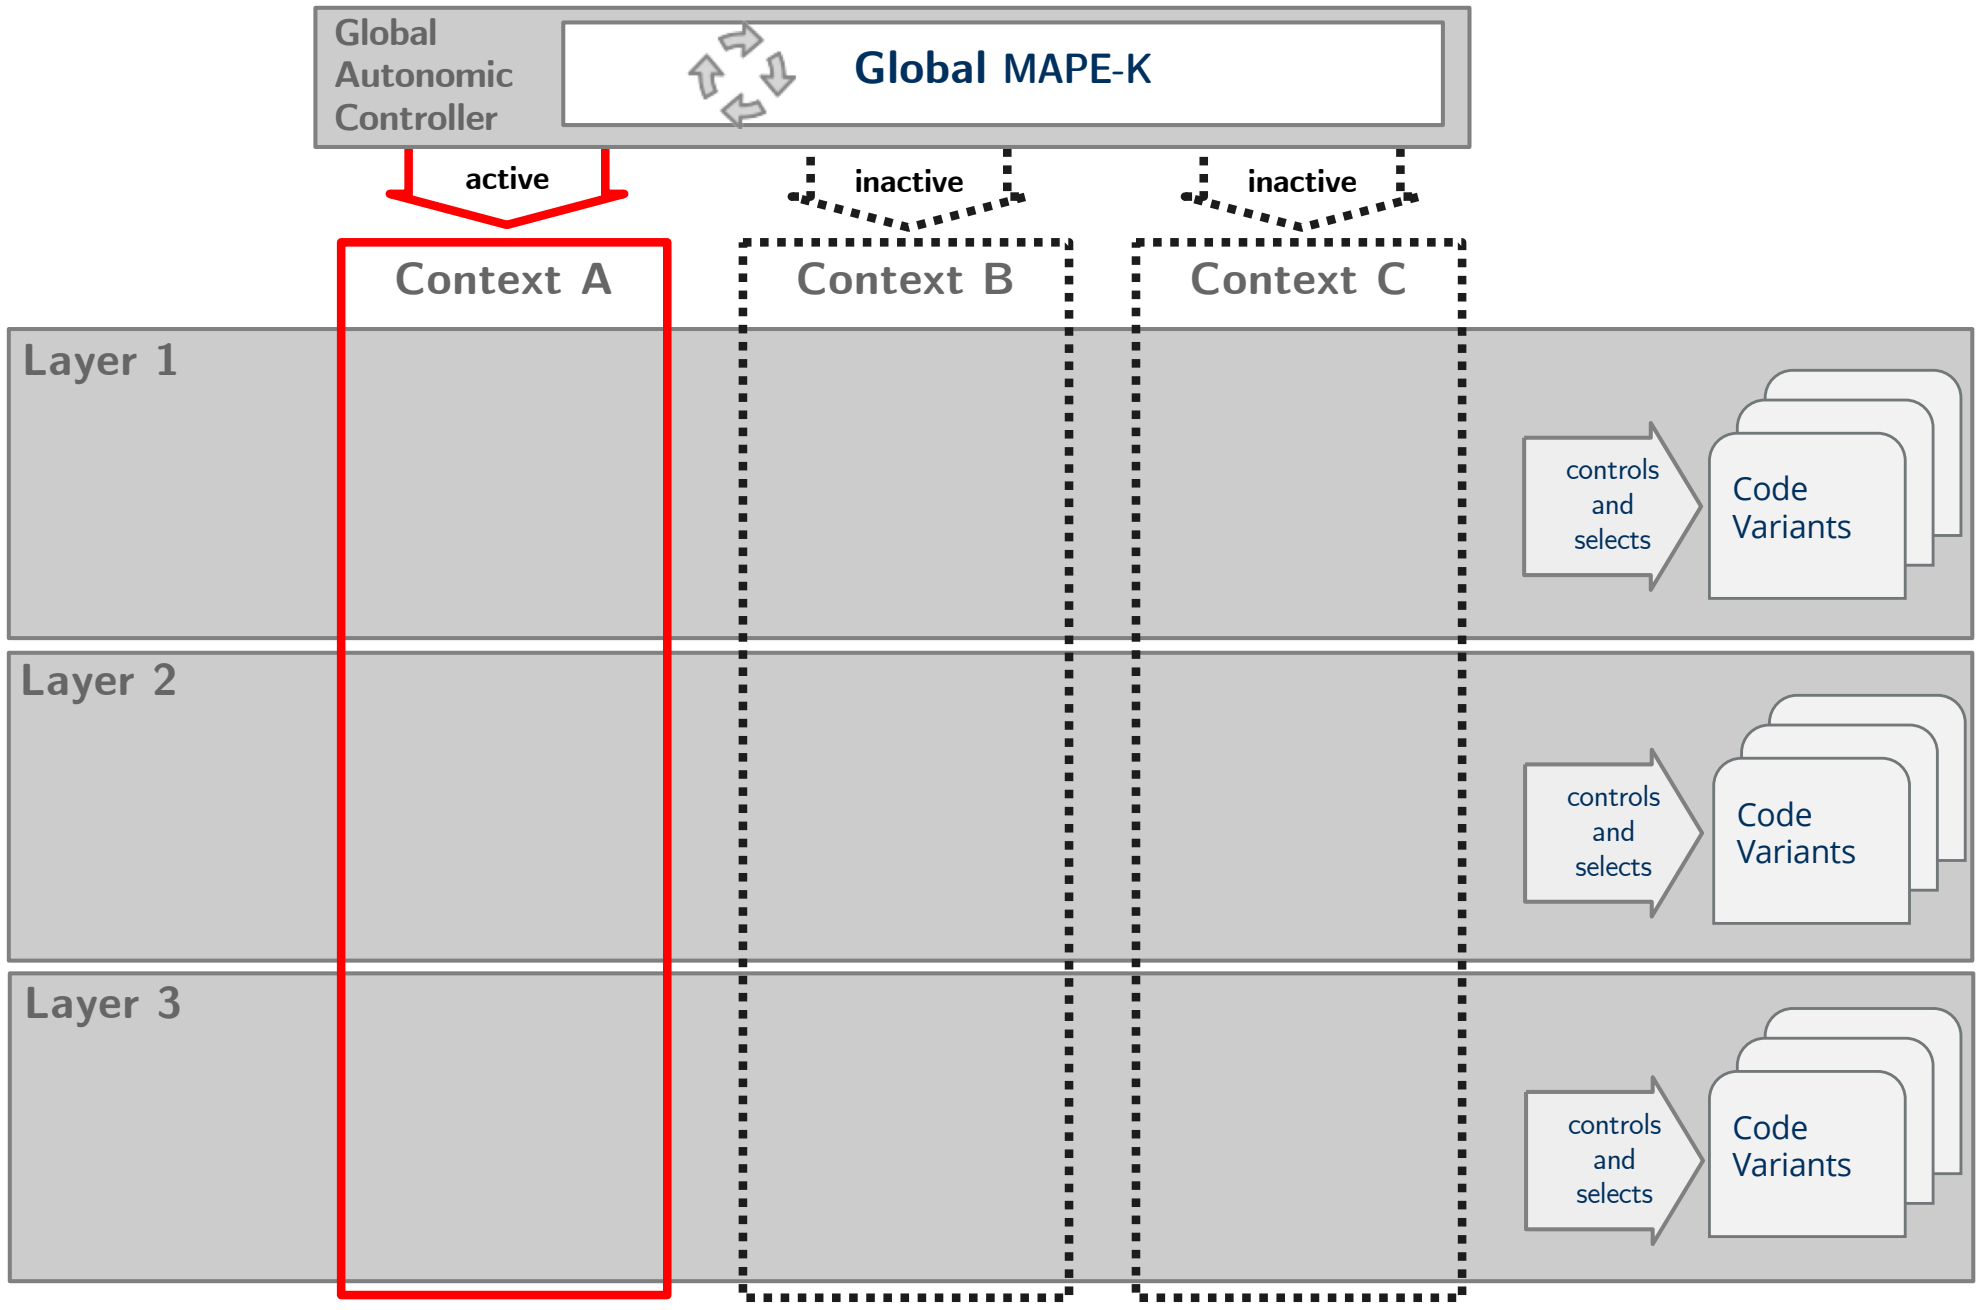 Global
Autonomic
Controller
Global MAPE-K
active
inactive
inactive
Context A
Context B
Context C
Layer 1
controls
and
selects
Code
Variants
Layer 2
controls
and
selects
Code
Variants
Layer 3
controls
and
selects
Code
Variants